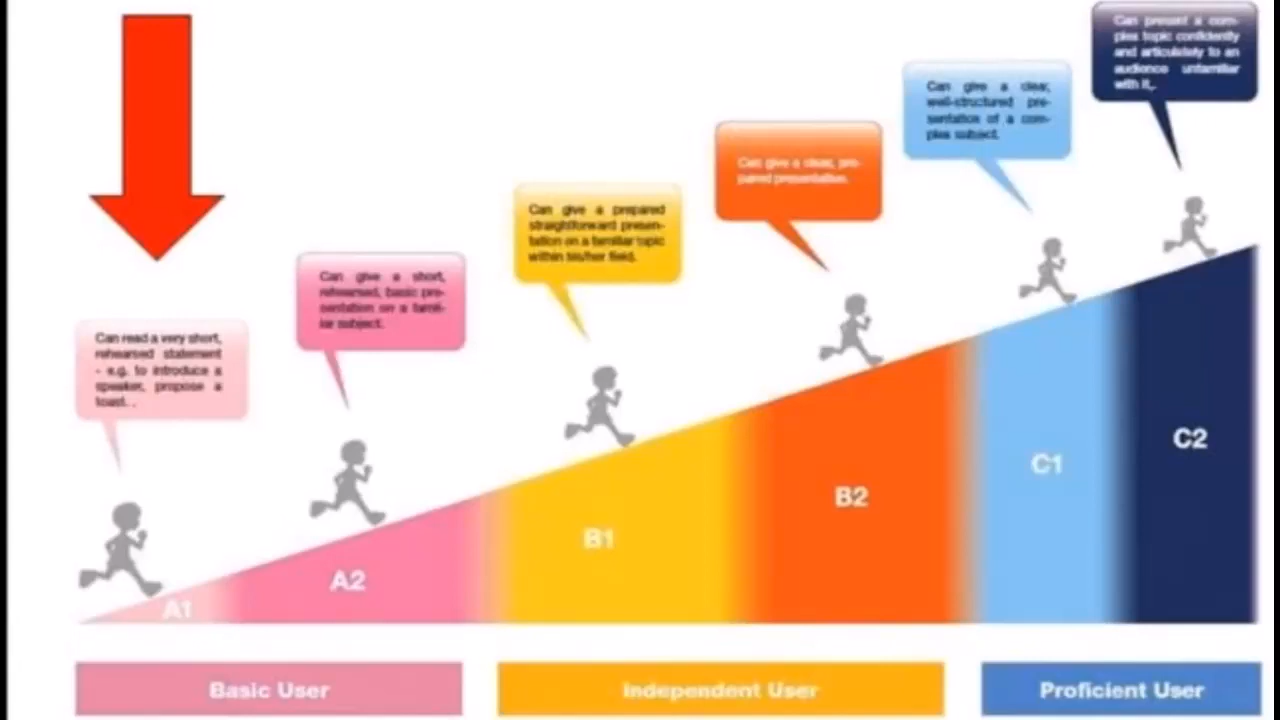 Can present a com-
plex topic confidently
and articulately to an
audience unfamiliar
with it,.
Can give a clear,
well-structured pre-
sentation of a com-
plex subject.
Can give a clear, pre-
pared presentation.
Can give a prepared
straightforward presen-
tation on a familiar topic
within his/her field.
Can give a short,
rehearsed, basic pre-
sentation on a famil-
iar subject.
Can read a very short,
rehearsed statement
- e.g. to introduce a
speaker, propose a
toast. .
A1
A2
B1
B2
C1
C2
Basic User
Independent User
Proficient User